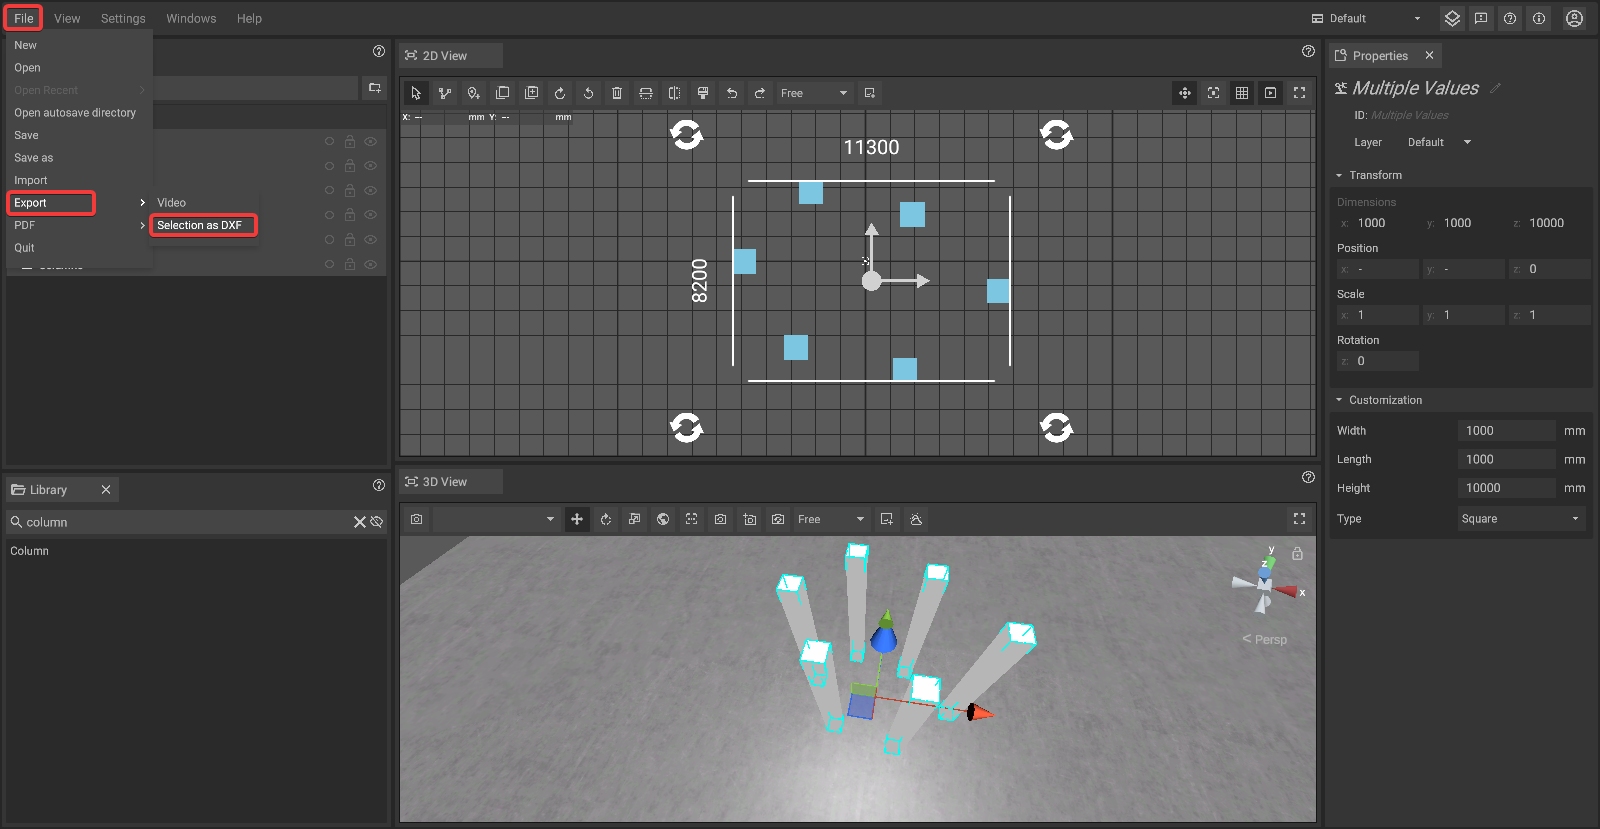 File View Settings Windows Help
Default
New
Open
Open Recent
Open autosave directory
Save
Save as
Import
Export
Video
PDF
Selection as DXF
Quit
2D View
Free
X: -- mm Y: -- mm
11300
8200
Library
column
Column
3D View
Free
y
z
x
< Persp
Properties
Multiple Values
ID: Multiple Values
Layer Default
Transform
Dimensions
x: 1000 y: 1000 z: 10000
Position
x: - y: - z: 0
Scale
x: 1 y: 1 z: 1
Rotation
z: 0
Customization
Width 1000 mm
Length 1000 mm
Height 10000 mm
Type Square